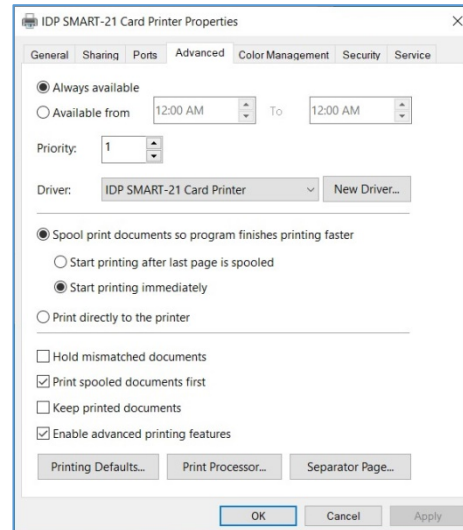 IDP SMART-21 Card Printer Properties
General Sharing Ports Advanced Color Management Security Service
Always available
Available from 12:00 AM To 12:00 AM
Priority: 1
Driver: IDP SMART-21 Card Printer New Driver...
Spool print documents so program finishes printing faster
Start printing after last page is spooled
Start printing immediately
Print directly to the printer
Hold mismatched documents
Print spooled documents first
Keep printed documents
Enable advanced printing features
Printing Defaults... Print Processor... Separator Page...
OK Cancel Apply